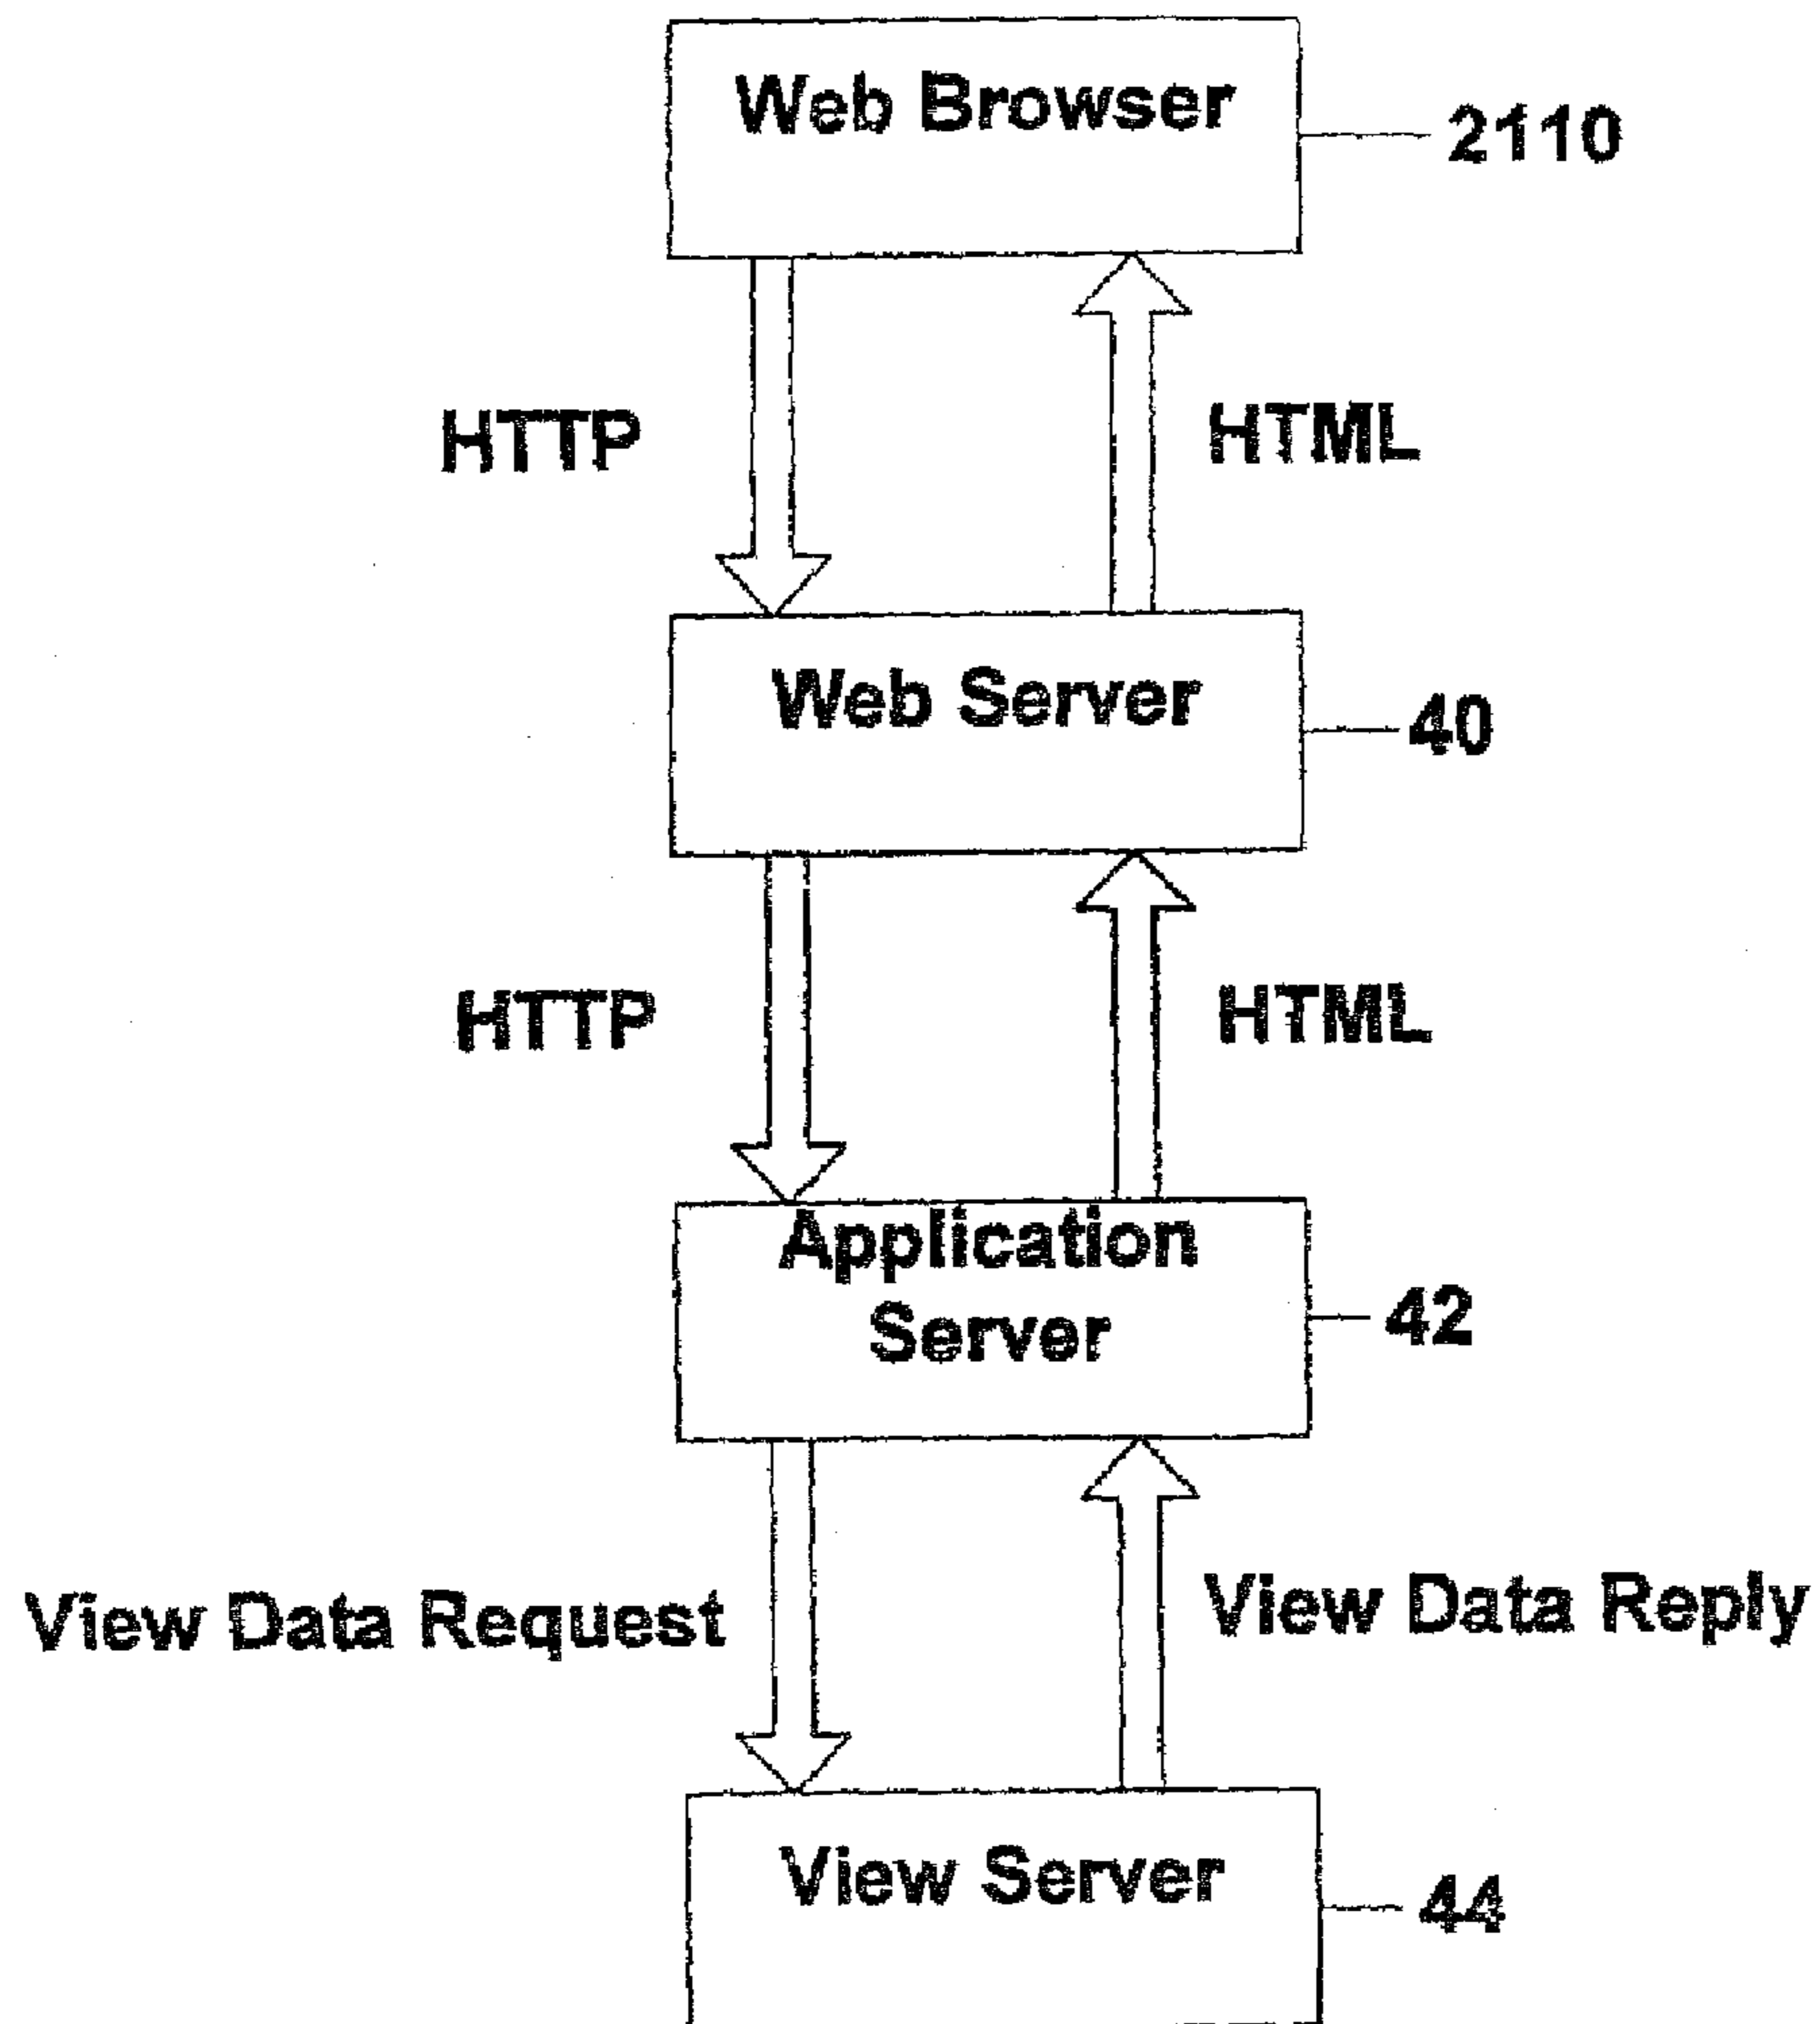 Web Browser
2110
HTTP
HTML
Web Server
40
HTTP
HTML
Application
Server
42
View Data Request
View Data Reply
View Server
44